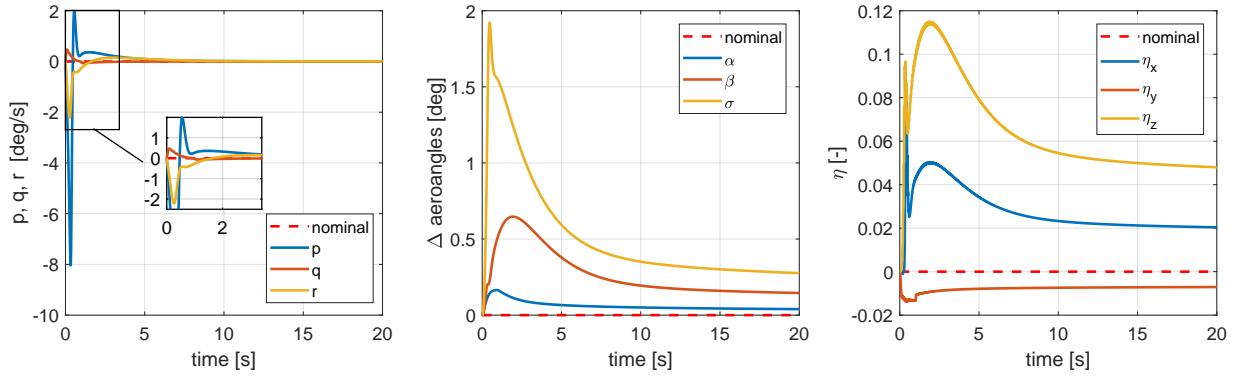 p, q, r [deg/s]
2
0
-2
-4
-6
-8
-10
1
0
-1
-2
0
2
nominal
p
q
r
0
5
10
15
20
time [s]
Δ aeroangles [deg]
2
1.5
1
0.5
0
nominal
α
β
σ
0
5
10
15
20
time [s]
η [-]
0.12
0.1
0.08
0.06
0.04
0.02
0
-0.02
nominal
ηx
ηy
ηz
0
5
10
15
20
time [s]